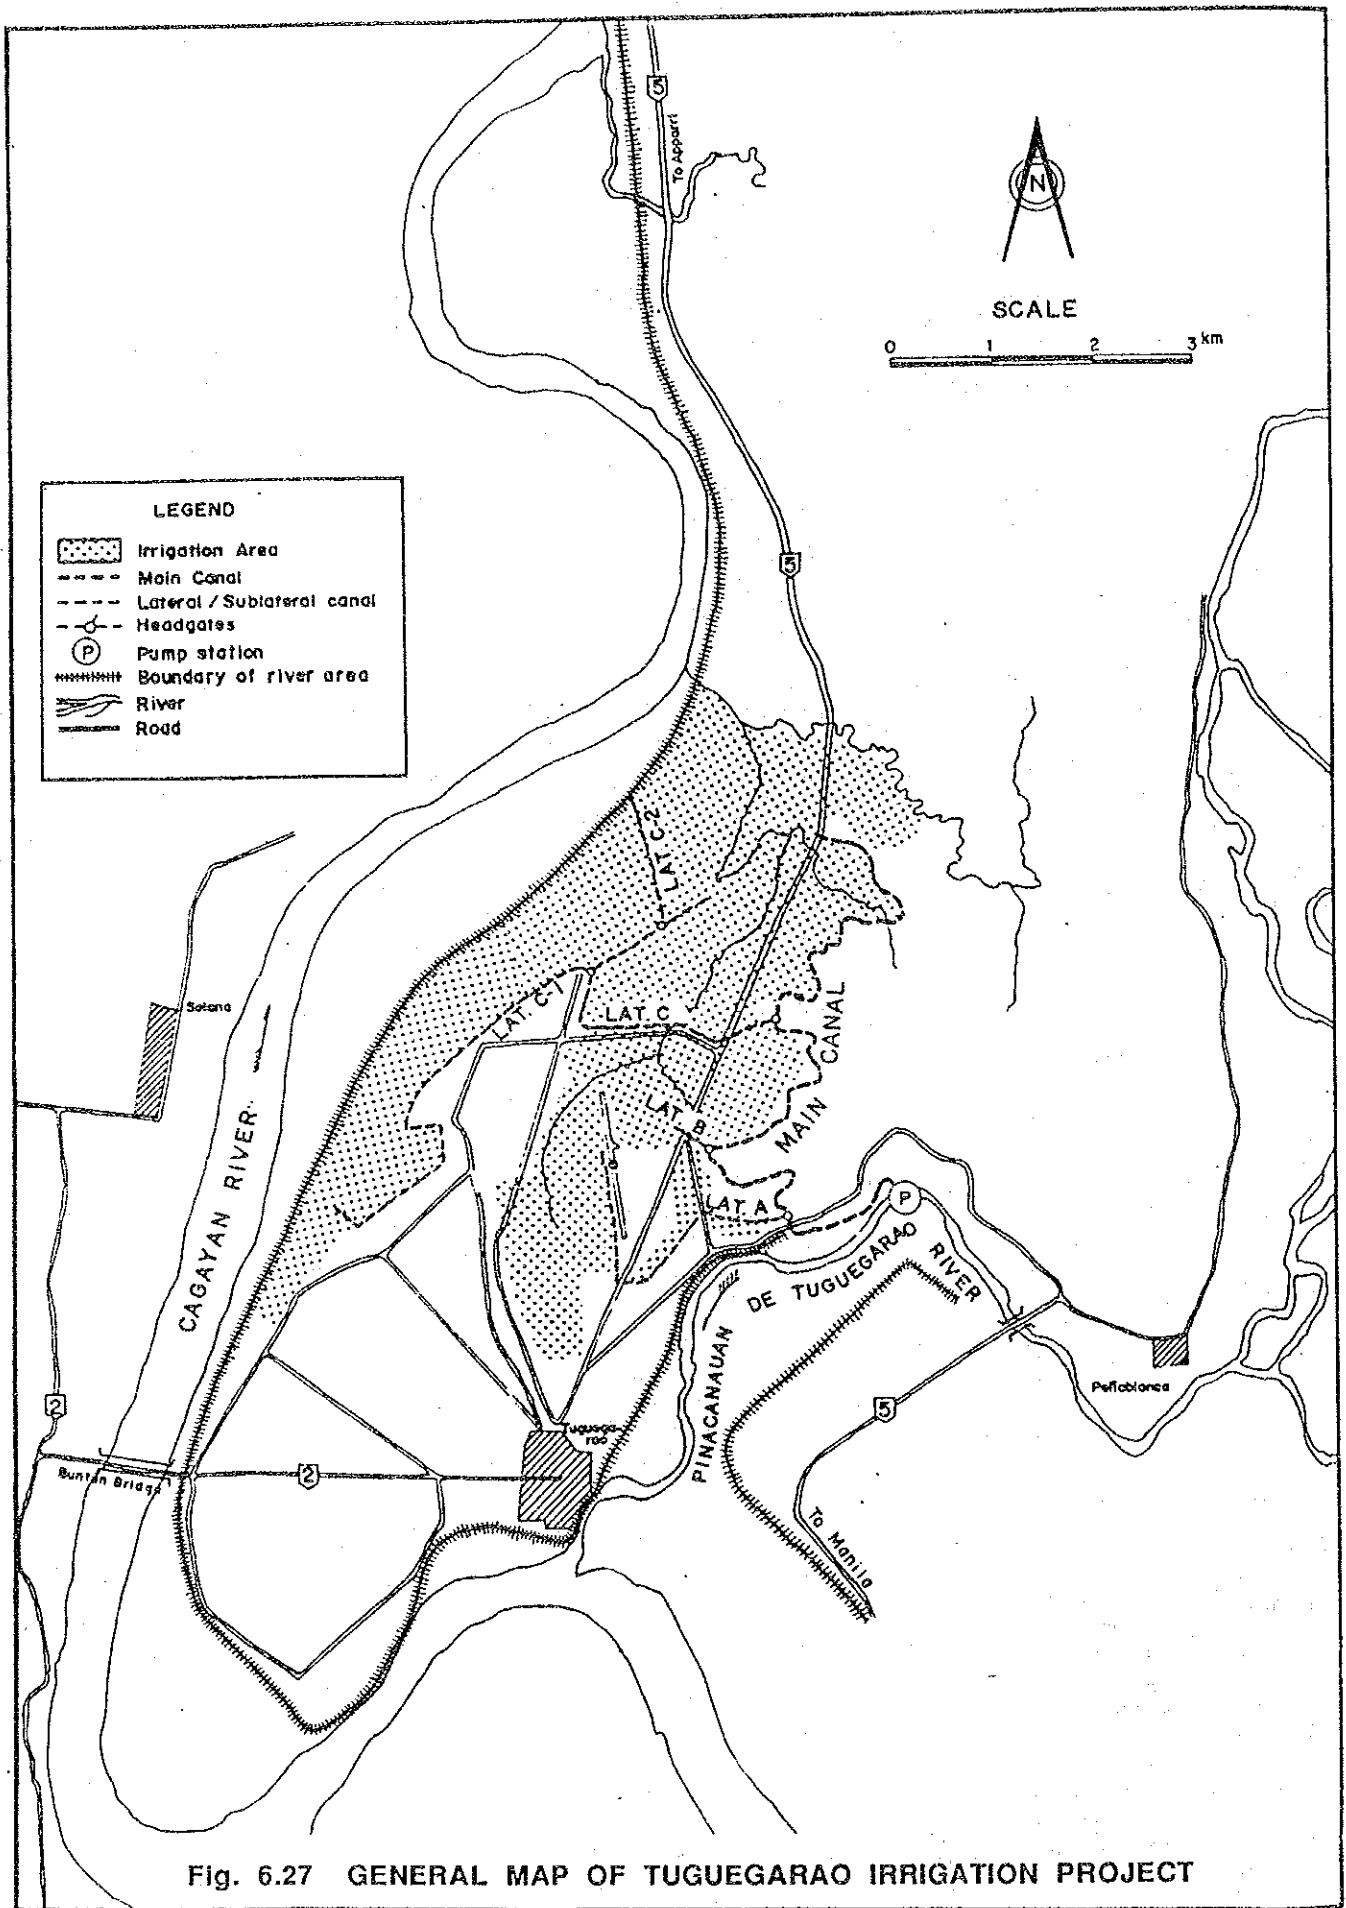 5
To Apparri
N
SCALE
0 1 2 3 km
LEGEND
Irrigation Area
Main Canal
Lateral / Sublateral canal
Headgates
P Pump station
Boundary of river area
River
Road
5
LAT. C-2
Solana
LAT. C-1
LAT. C
MAIN CANAL
LAT. B
LAT. A
P
CAGAYAN RIVER
PINACANAUAN DE TUGUEGARAO RIVER
2
5
Peñablanca
Tuguega-
rao
Buntun Bridge
2
To Manila
Fig. 6.27 GENERAL MAP OF TUGUEGARAO IRRIGATION PROJECT